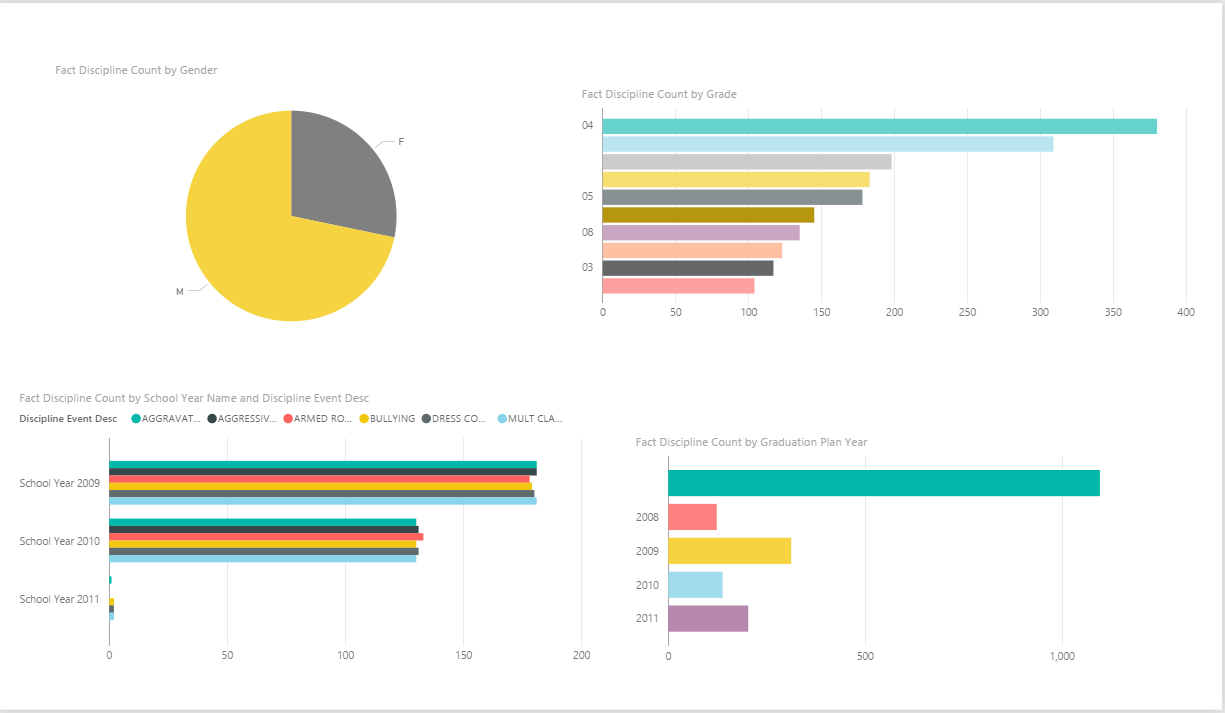 Fact Discipline Count by Gender
F
M
Fact Discipline Count by Grade
04
05
08
03
0 50 100 150 200 250 300 350 400
Fact Discipline Count by School Year Name and Discipline Event Desc
Discipline Event Desc AGGRAVAT... AGGRESSIV... ARMED RO... BULLYING DRESS CO... MULT CLA...
School Year 2009
School Year 2010
School Year 2011
0 50 100 150 200
Fact Discipline Count by Graduation Plan Year
2008
2009
2010
2011
0 500 1,000